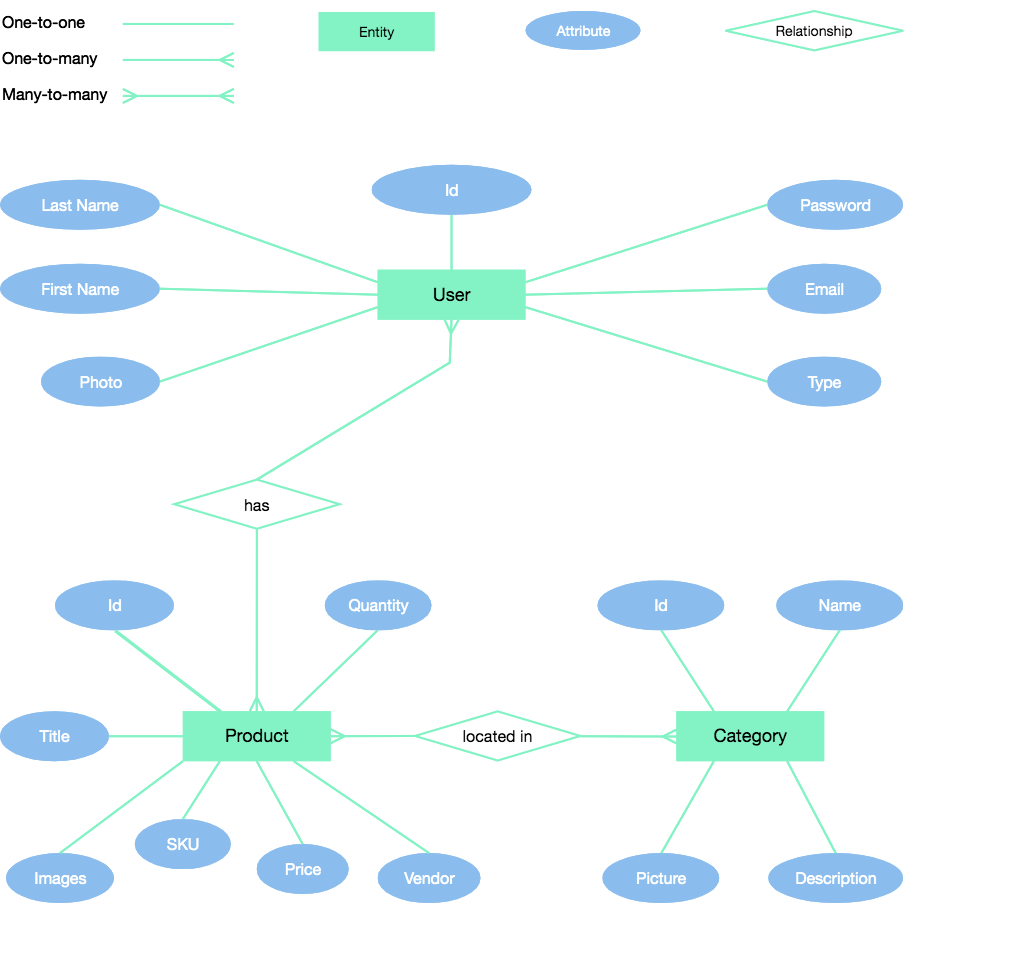 One-to-one
Entity
Attribute
Relationship
One-to-many
Many-to-many
Id
Last Name
Password
First Name
User
Email
Photo
Type
has
Id
Quantity
Id
Name
Title
Product
located in
Category
SKU
Images
Price
Vendor
Picture
Description